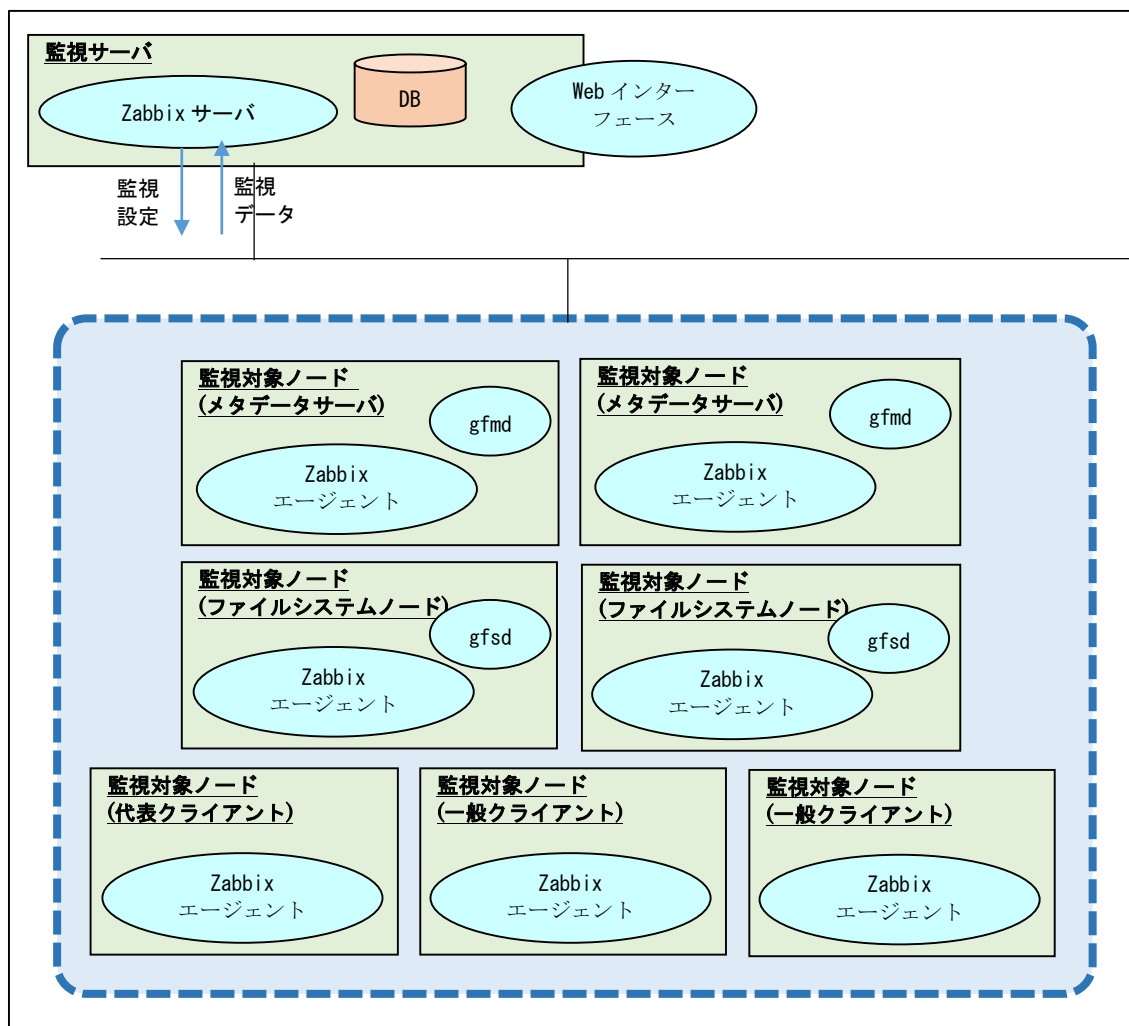 監視サーバ
Zabbix サーバ
DB
Web インター
フェース
監視
設定
監視
データ
監視対象ノード
(メタデータサーバ)
gfmd
Zabbix
エージェント
監視対象ノード
(メタデータサーバ)
gfmd
Zabbix
エージェント
監視対象ノード
(ファイルシステムノード)
gfsd
Zabbix
エージェント
監視対象ノード
(ファイルシステムノード)
gfsd
Zabbix
エージェント
監視対象ノード
(代表クライアント)
Zabbix
エージェント
監視対象ノード
(一般クライアント)
Zabbix
エージェント
監視対象ノード
(一般クライアント)
Zabbix
エージェント